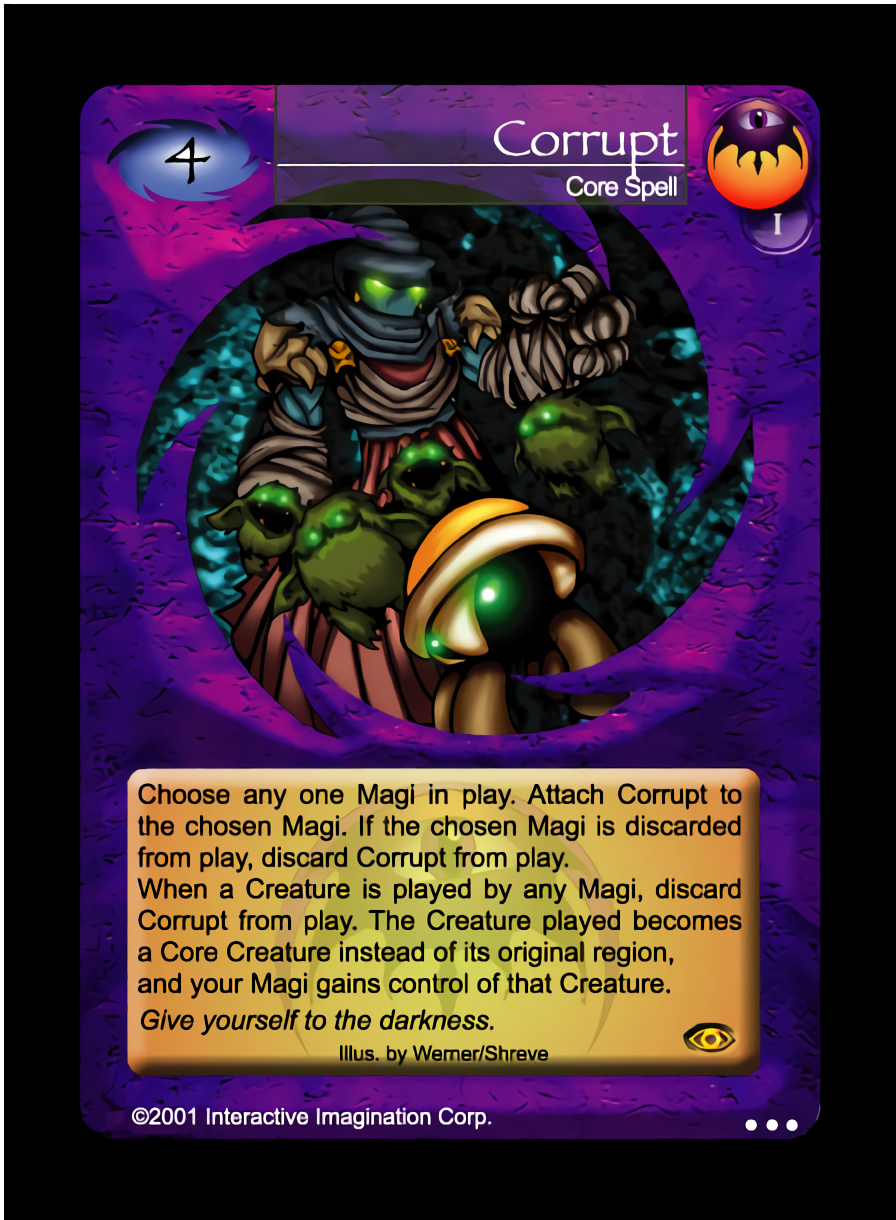 4
Corrupt
Core Spell
I
Choose any one Magi in play. Attach Corrupt to
the chosen Magi. If the chosen Magi is discarded
from play, discard Corrupt from play.
When a Creature is played by any Magi, discard
Corrupt from play. The Creature played becomes
a Core Creature instead of its original region,
and your Magi gains control of that Creature.
Give yourself to the darkness.
Illus. by Werner/Shreve
©2001 Interactive Imagination Corp.